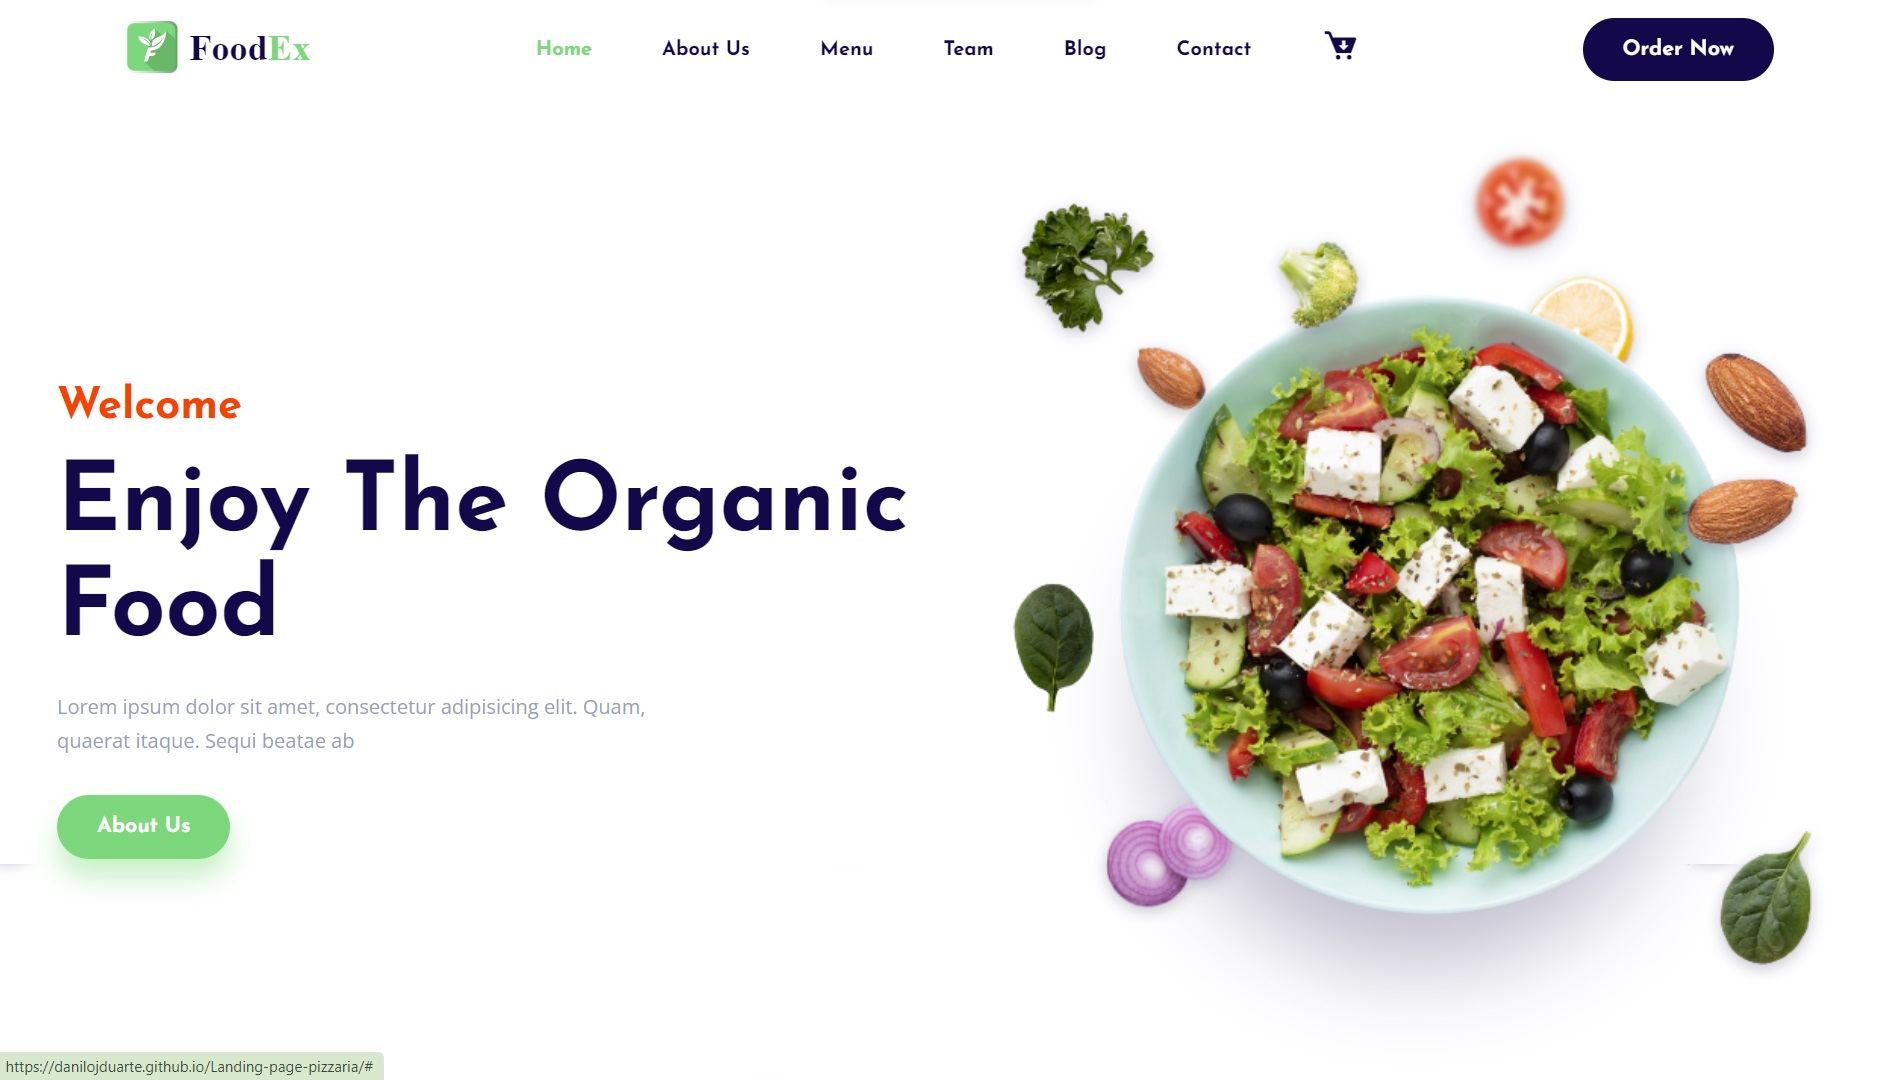 FoodEx
Home
About Us
Menu
Team
Blog
Contact
Order Now
Welcome
Enjoy The Organic
Food
Lorem ipsum dolor sit amet, consectetur adipisicing elit. Quam,
quaerat itaque. Sequi beatae ab
About Us
https://danilojduarte.github.io/Landing-page-pizzaria/#